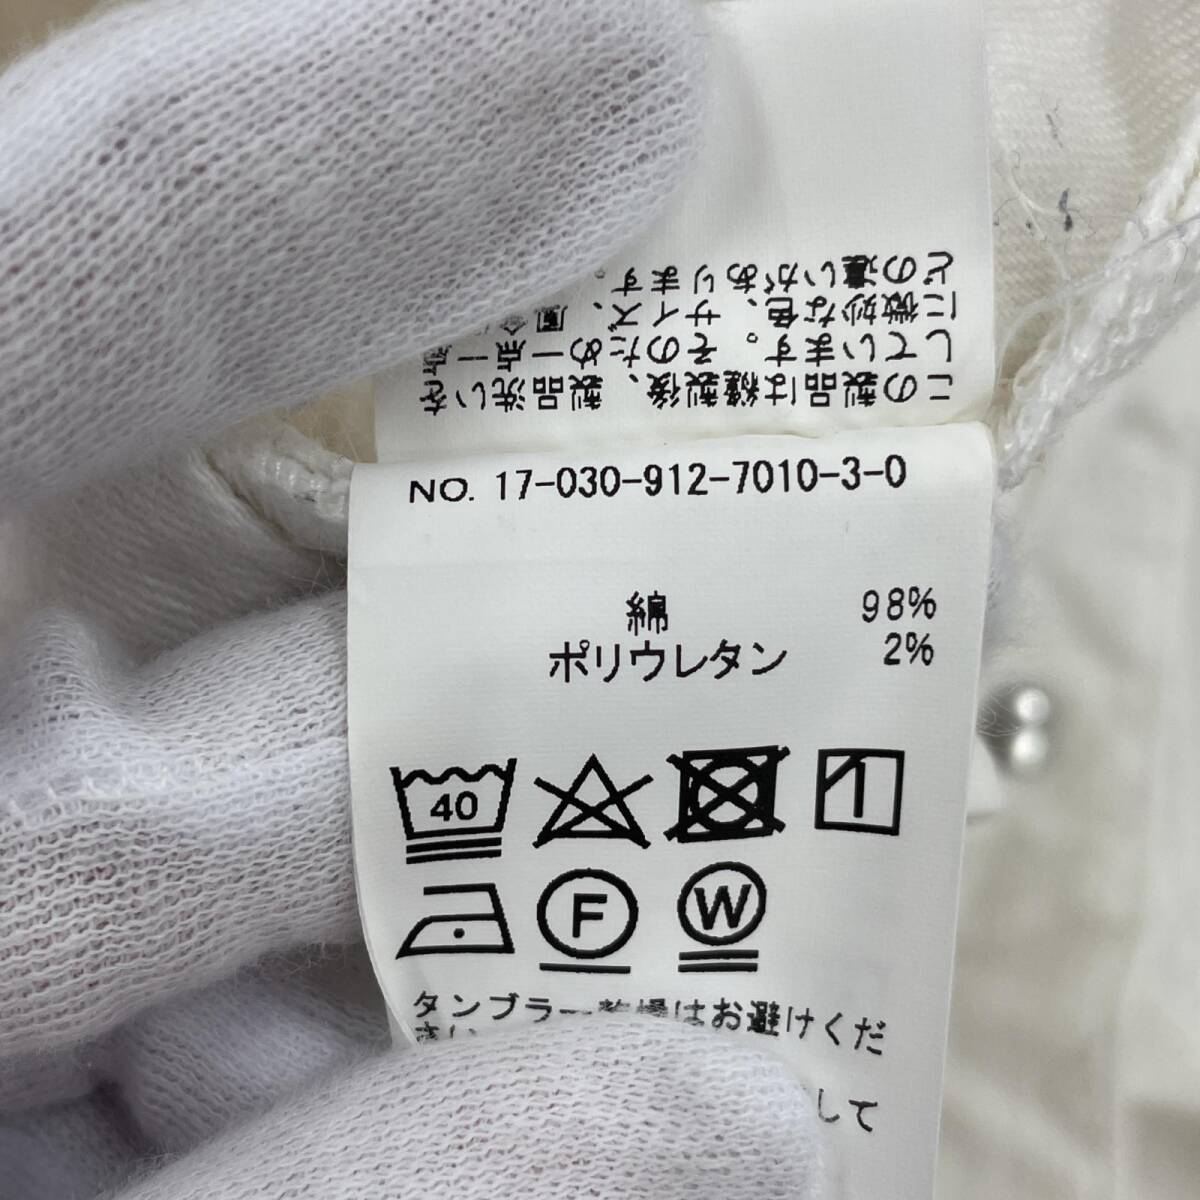 この製品は縫製後、製品洗いを
しています。そのため一点一
に微妙な色、サイズ、風合
どの違いがあります。
NO. 17-030-912-7010-3-0
綿 98%
ポリウレタン 2%
40
F
W
タンブラー乾燥はお避けくだ
さい
して